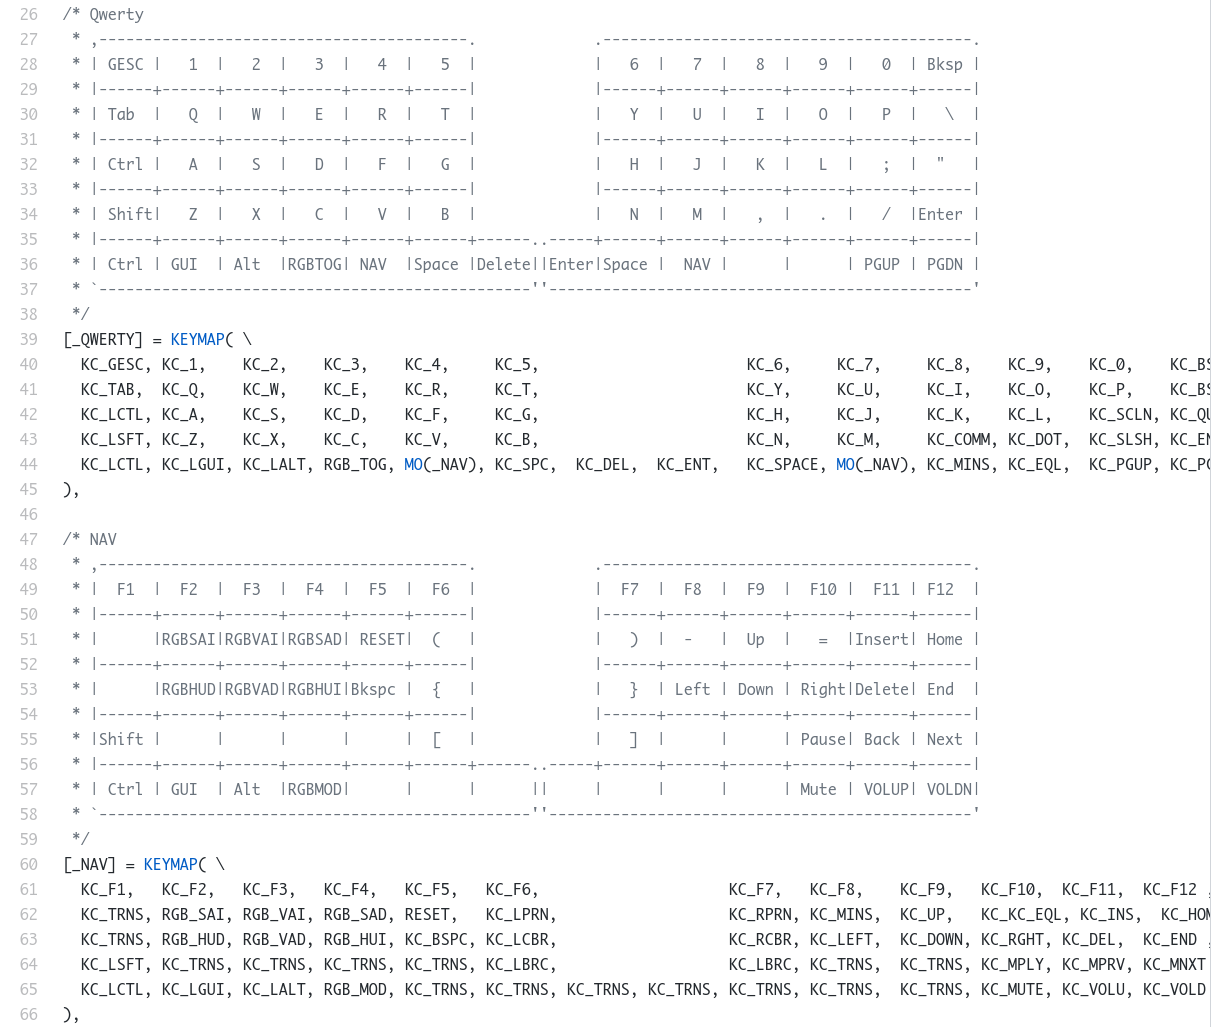 26 /* Qwerty
27  * ,-----------------------------------------.             .-----------------------------------------.
28  * | GESC |   1  |   2  |   3  |   4  |   5  |             |   6  |   7  |   8  |   9  |   0  | Bksp |
29  * |------+------+------+------+------+------|             |------+------+------+------+------+------|
30  * | Tab  |   Q  |   W  |   E  |   R  |   T  |             |   Y  |   U  |   I  |   O  |   P  |   \  |
31  * |------+------+------+------+------+------|             |------+------+------+------+------+------|
32  * | Ctrl |   A  |   S  |   D  |   F  |   G  |             |   H  |   J  |   K  |   L  |   ;  |  "   |
33  * |------+------+------+------+------+------|             |------+------+------+------+------+------|
34  * | Shift|   Z  |   X  |   C  |   V  |   B  |             |   N  |   M  |   ,  |   .  |   /  |Enter |
35  * |------+------+------+------+------+------+------..-----+------+------+------+------+------+------|
36  * | Ctrl | GUI  | Alt  |RGBTOG| NAV  |Space |Delete||Enter|Space |  NAV |      |      | PGUP | PGDN |
37  * `------------------------------------------------''-----------------------------------------------'
38  */
39 [_QWERTY] = KEYMAP( \
40   KC_GESC, KC_1,    KC_2,    KC_3,    KC_4,     KC_5,                       KC_6,     KC_7,     KC_8,    KC_9,    KC_0,    KC_BS
41   KC_TAB,  KC_Q,    KC_W,    KC_E,    KC_R,     KC_T,                       KC_Y,     KC_U,     KC_I,    KC_O,    KC_P,    KC_BS
42   KC_LCTL, KC_A,    KC_S,    KC_D,    KC_F,     KC_G,                       KC_H,     KC_J,     KC_K,    KC_L,    KC_SCLN, KC_QU
43   KC_LSFT, KC_Z,    KC_X,    KC_C,    KC_V,     KC_B,                       KC_N,     KC_M,     KC_COMM, KC_DOT,  KC_SLSH, KC_EN
44   KC_LCTL, KC_LGUI, KC_LALT, RGB_TOG, MO(_NAV), KC_SPC,  KC_DEL,  KC_ENT,   KC_SPACE, MO(_NAV), KC_MINS, KC_EQL,  KC_PGUP, KC_PG
45 ),
46
47 /* NAV
48  * ,-----------------------------------------.             .-----------------------------------------.
49  * |  F1  |  F2  |  F3  |  F4  |  F5  |  F6  |             |  F7  |  F8  |  F9  |  F10 |  F11 | F12  |
50  * |------+------+------+------+------+------|             |------+------+------+------+------+------|
51  * |      |RGBSAI|RGBVAI|RGBSAD| RESET|  (   |             |   )  |  -   |  Up  |   =  |Insert| Home |
52  * |------+------+------+------+------+------|             |------+------+------+------+------+------|
53  * |      |RGBHUD|RGBVAD|RGBHUI|Bkspc |  {   |             |   }  | Left | Down | Right|Delete| End  |
54  * |------+------+------+------+------+------|             |------+------+------+------+------+------|
55  * |Shift |      |      |      |      |  [   |             |   ]  |      |      | Pause| Back | Next |
56  * |------+------+------+------+------+------+------..-----+------+------+------+------+------+------|
57  * | Ctrl | GUI  | Alt  |RGBMOD|      |      |      ||     |      |      |      | Mute | VOLUP| VOLDN|
58  * `------------------------------------------------''-----------------------------------------------'
59  */
60 [_NAV] = KEYMAP( \
61   KC_F1,   KC_F2,   KC_F3,   KC_F4,   KC_F5,   KC_F6,                     KC_F7,   KC_F8,    KC_F9,   KC_F10,  KC_F11,  KC_F12 ,
62   KC_TRNS, RGB_SAI, RGB_VAI, RGB_SAD, RESET,   KC_LPRN,                   KC_RPRN, KC_MINS,  KC_UP,   KC_KC_EQL, KC_INS,  KC_HOM
63   KC_TRNS, RGB_HUD, RGB_VAD, RGB_HUI, KC_BSPC, KC_LCBR,                   KC_RCBR, KC_LEFT,  KC_DOWN, KC_RGHT, KC_DEL,  KC_END ,
64   KC_LSFT, KC_TRNS, KC_TRNS, KC_TRNS, KC_TRNS, KC_LBRC,                   KC_LBRC, KC_TRNS,  KC_TRNS, KC_MPLY, KC_MPRV, KC_MNXT
65   KC_LCTL, KC_LGUI, KC_LALT, RGB_MOD, KC_TRNS, KC_TRNS, KC_TRNS, KC_TRNS, KC_TRNS, KC_TRNS,  KC_TRNS, KC_MUTE, KC_VOLU, KC_VOLD
66 ),